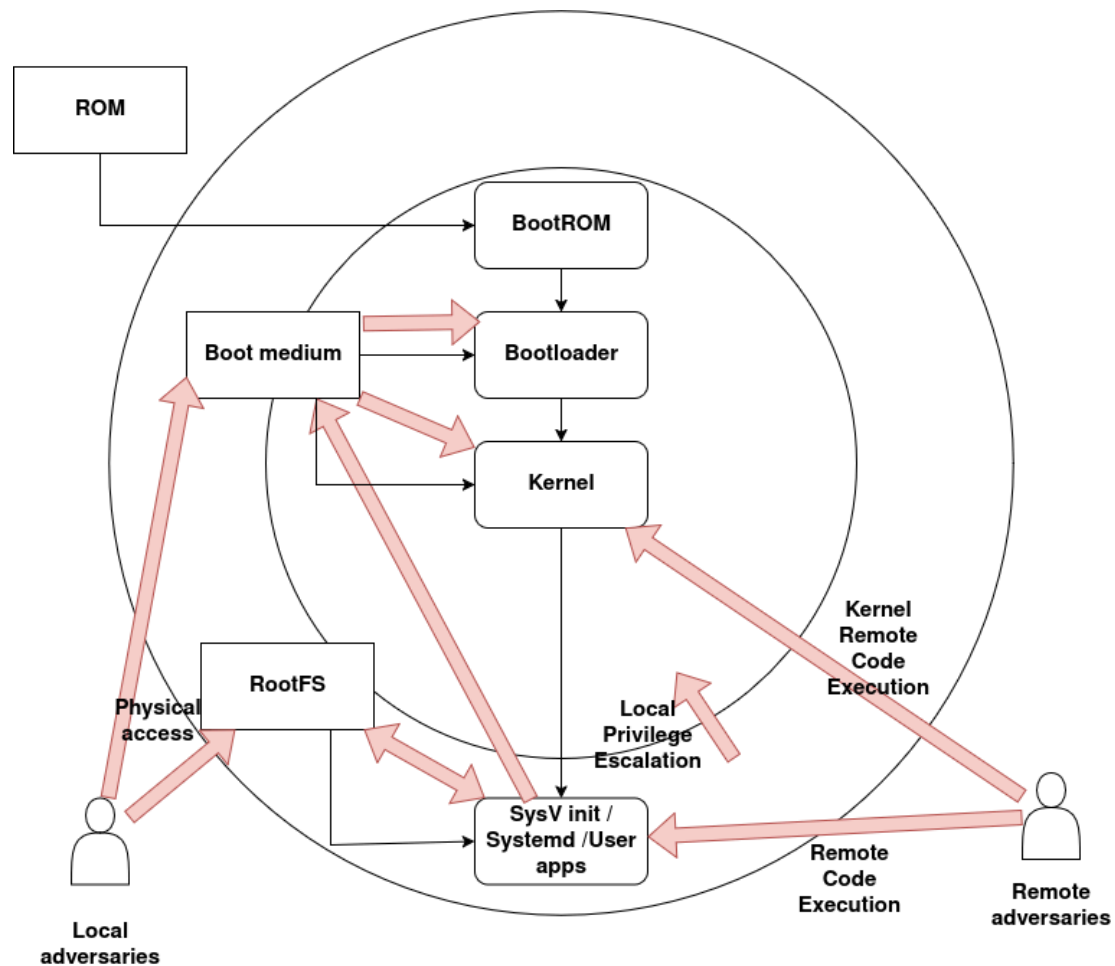 ROM
BootROM
Boot medium
Bootloader
Kernel
Kernel
Remote
Code
Execution
RootFS
Physical
access
Local
Privilege
Escalation
SysV init /
Systemd /User
apps
Remote
Code
Execution
Remote
adversaries
Local
adversaries